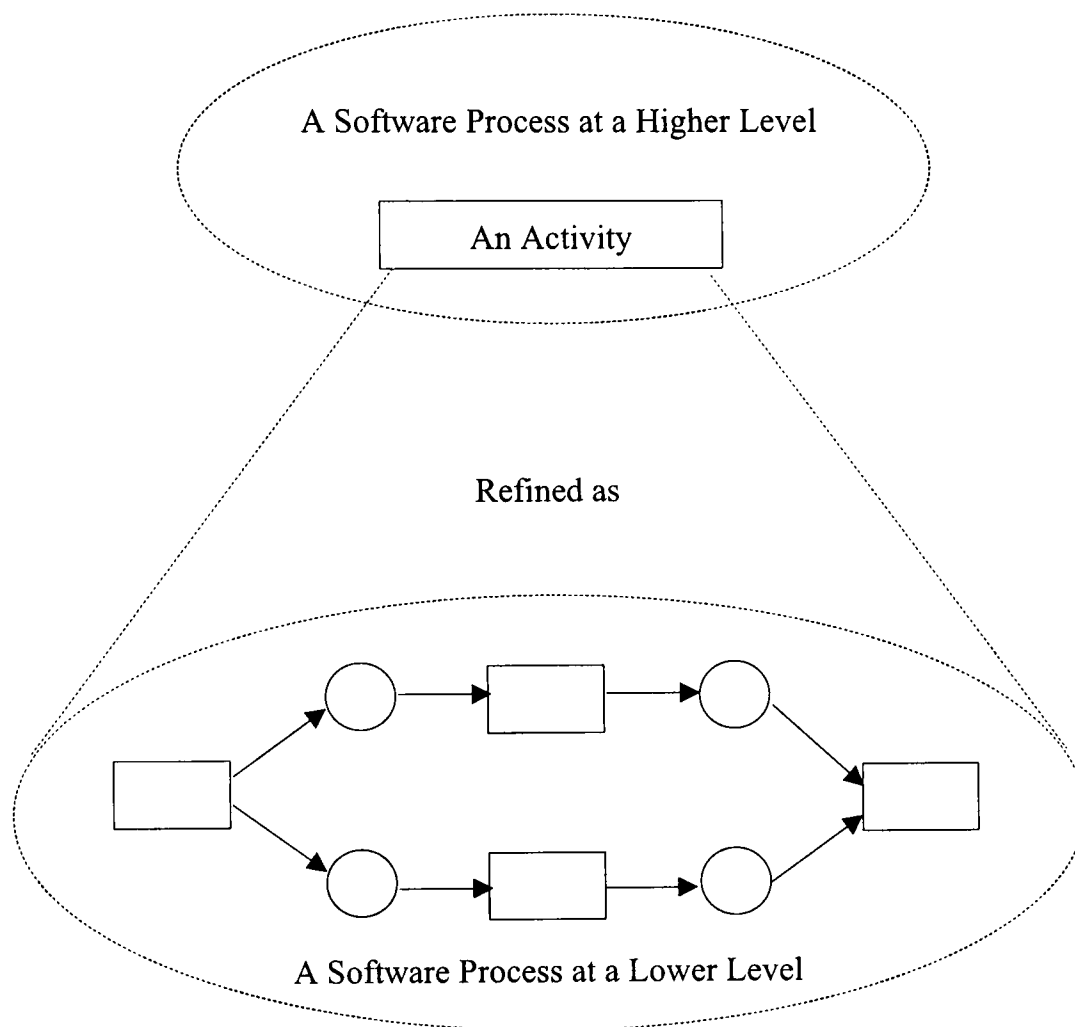 A Software Process at a Higher Level
An Activity
Refined as
A Software Process at a Lower Level